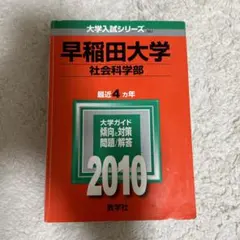 大学入試シリーズ
早稲田大学
社会科学部
最近4カ年
大学ガイド
傾向と対策
問題/解答
2010
教学社